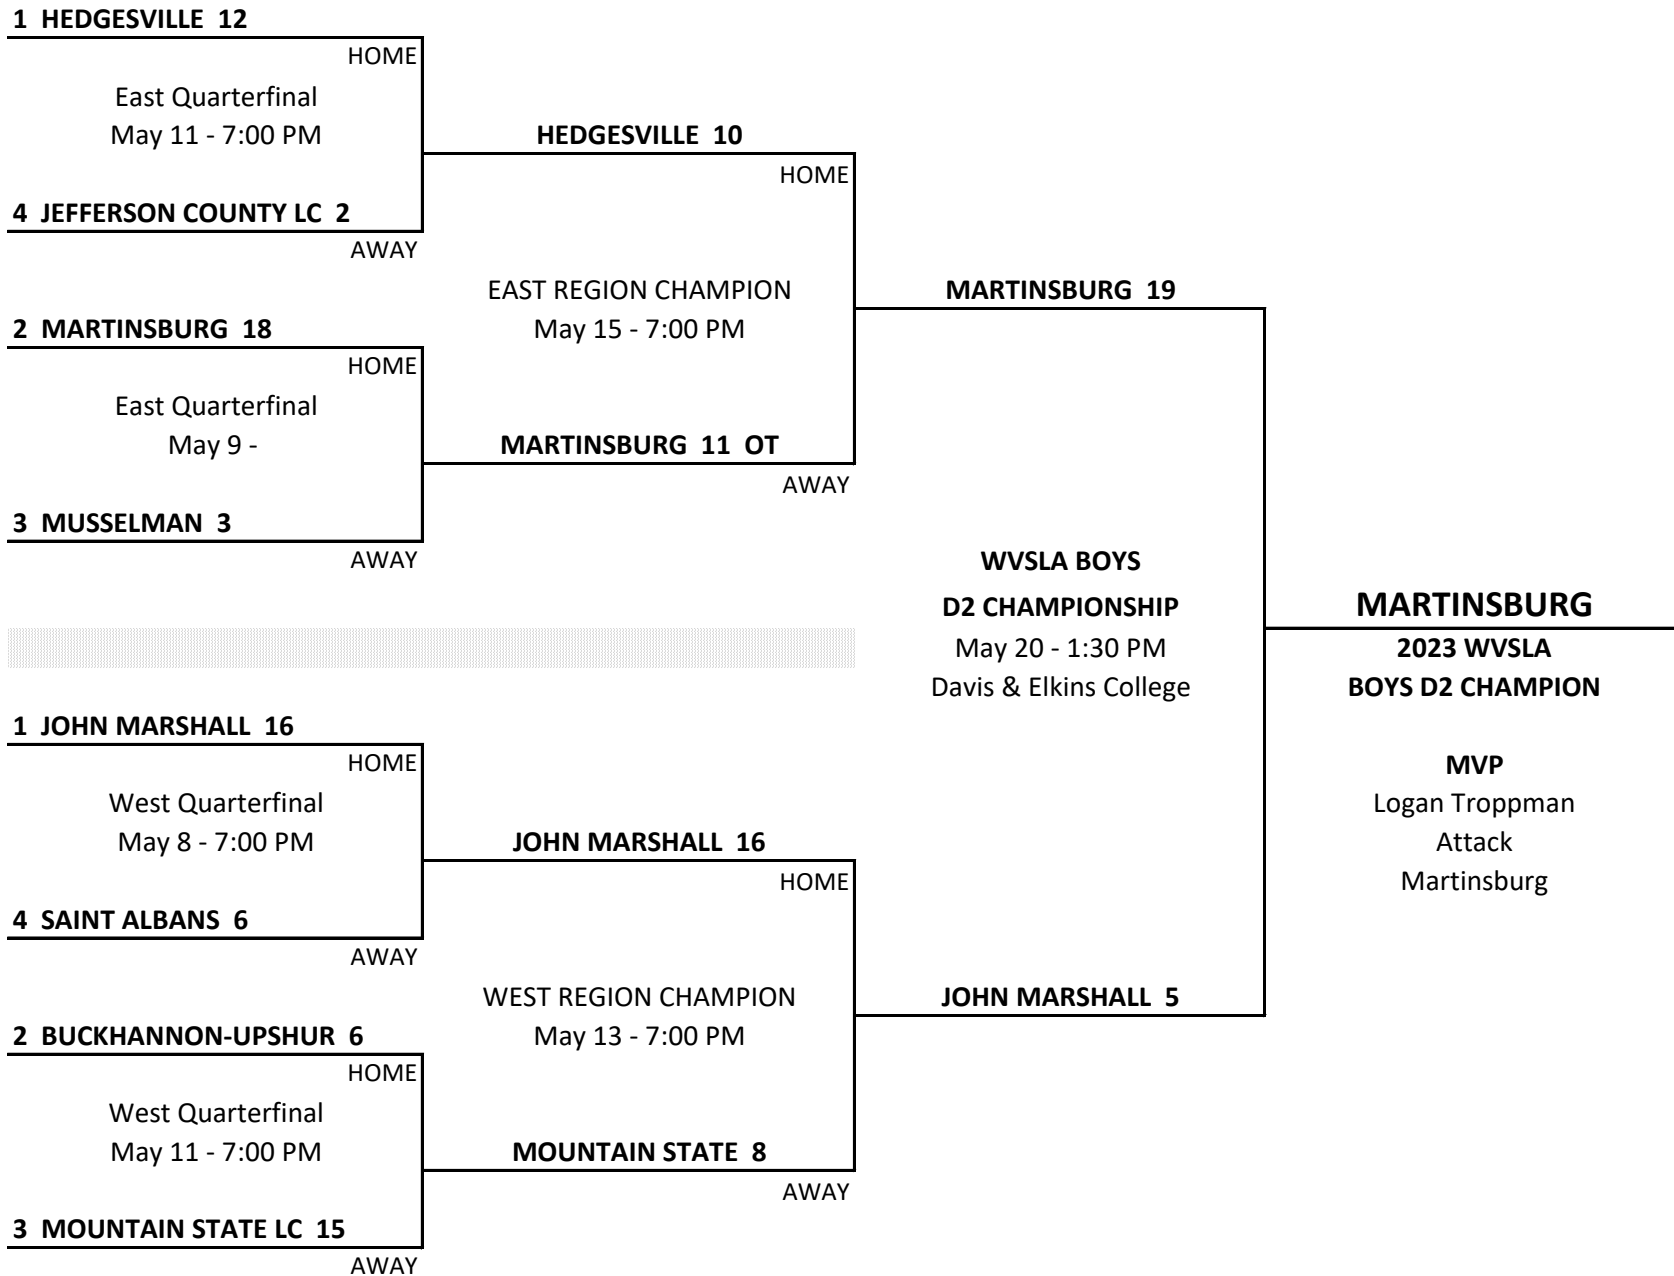 1 HEDGESVILLE 12
HOME
East Quarterfinal
May 11 - 7:00 PM
4 JEFFERSON COUNTY LC 2
AWAY
2 MARTINSBURG 18
HOME
East Quarterfinal
May 9 -
3 MUSSELMAN 3
AWAY
HEDGESVILLE 10
HOME
EAST REGION CHAMPION
May 15 - 7:00 PM
MARTINSBURG 11 OT
AWAY
1 JOHN MARSHALL 16
HOME
West Quarterfinal
May 8 - 7:00 PM
4 SAINT ALBANS 6
AWAY
2 BUCKHANNON-UPSHUR 6
HOME
West Quarterfinal
May 11 - 7:00 PM
3 MOUNTAIN STATE LC 15
AWAY
JOHN MARSHALL 16
HOME
WEST REGION CHAMPION
May 13 - 7:00 PM
MOUNTAIN STATE 8
AWAY
MARTINSBURG 19
WVSLA BOYS
D2 CHAMPIONSHIP
May 20 - 1:30 PM
Davis & Elkins College
JOHN MARSHALL 5
MARTINSBURG
2023 WVSLA
BOYS D2 CHAMPION
MVP
Logan Troppman
Attack
Martinsburg